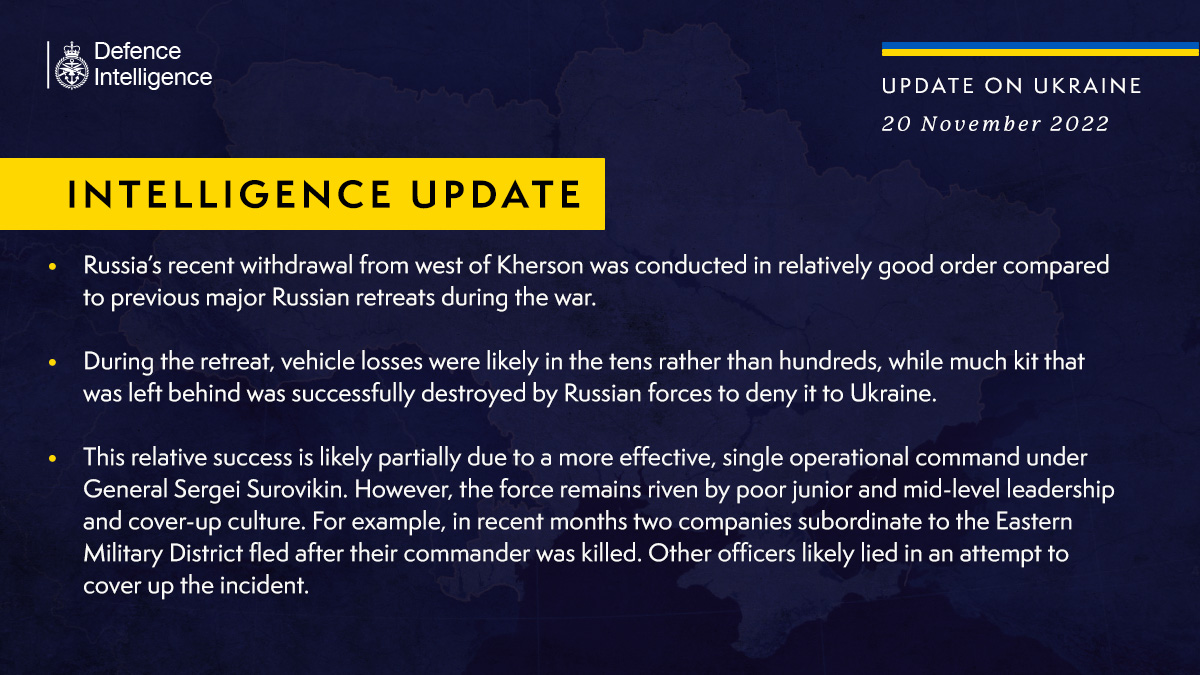 Defence
Intelligence
UPDATE ON UKRAINE
20 November 2022
INTELLIGENCE UPDATE
• Russia’s recent withdrawal from west of Kherson was conducted in relatively good order compared
to previous major Russian retreats during the war.
• During the retreat, vehicle losses were likely in the tens rather than hundreds, while much kit that
was left behind was successfully destroyed by Russian forces to deny it to Ukraine.
• This relative success is likely partially due to a more effective, single operational command under
General Sergei Surovikin. However, the force remains riven by poor junior and mid-level leadership
and cover-up culture. For example, in recent months two companies subordinate to the Eastern
Military District fled after their commander was killed. Other officers likely lied in an attempt to
cover up the incident.